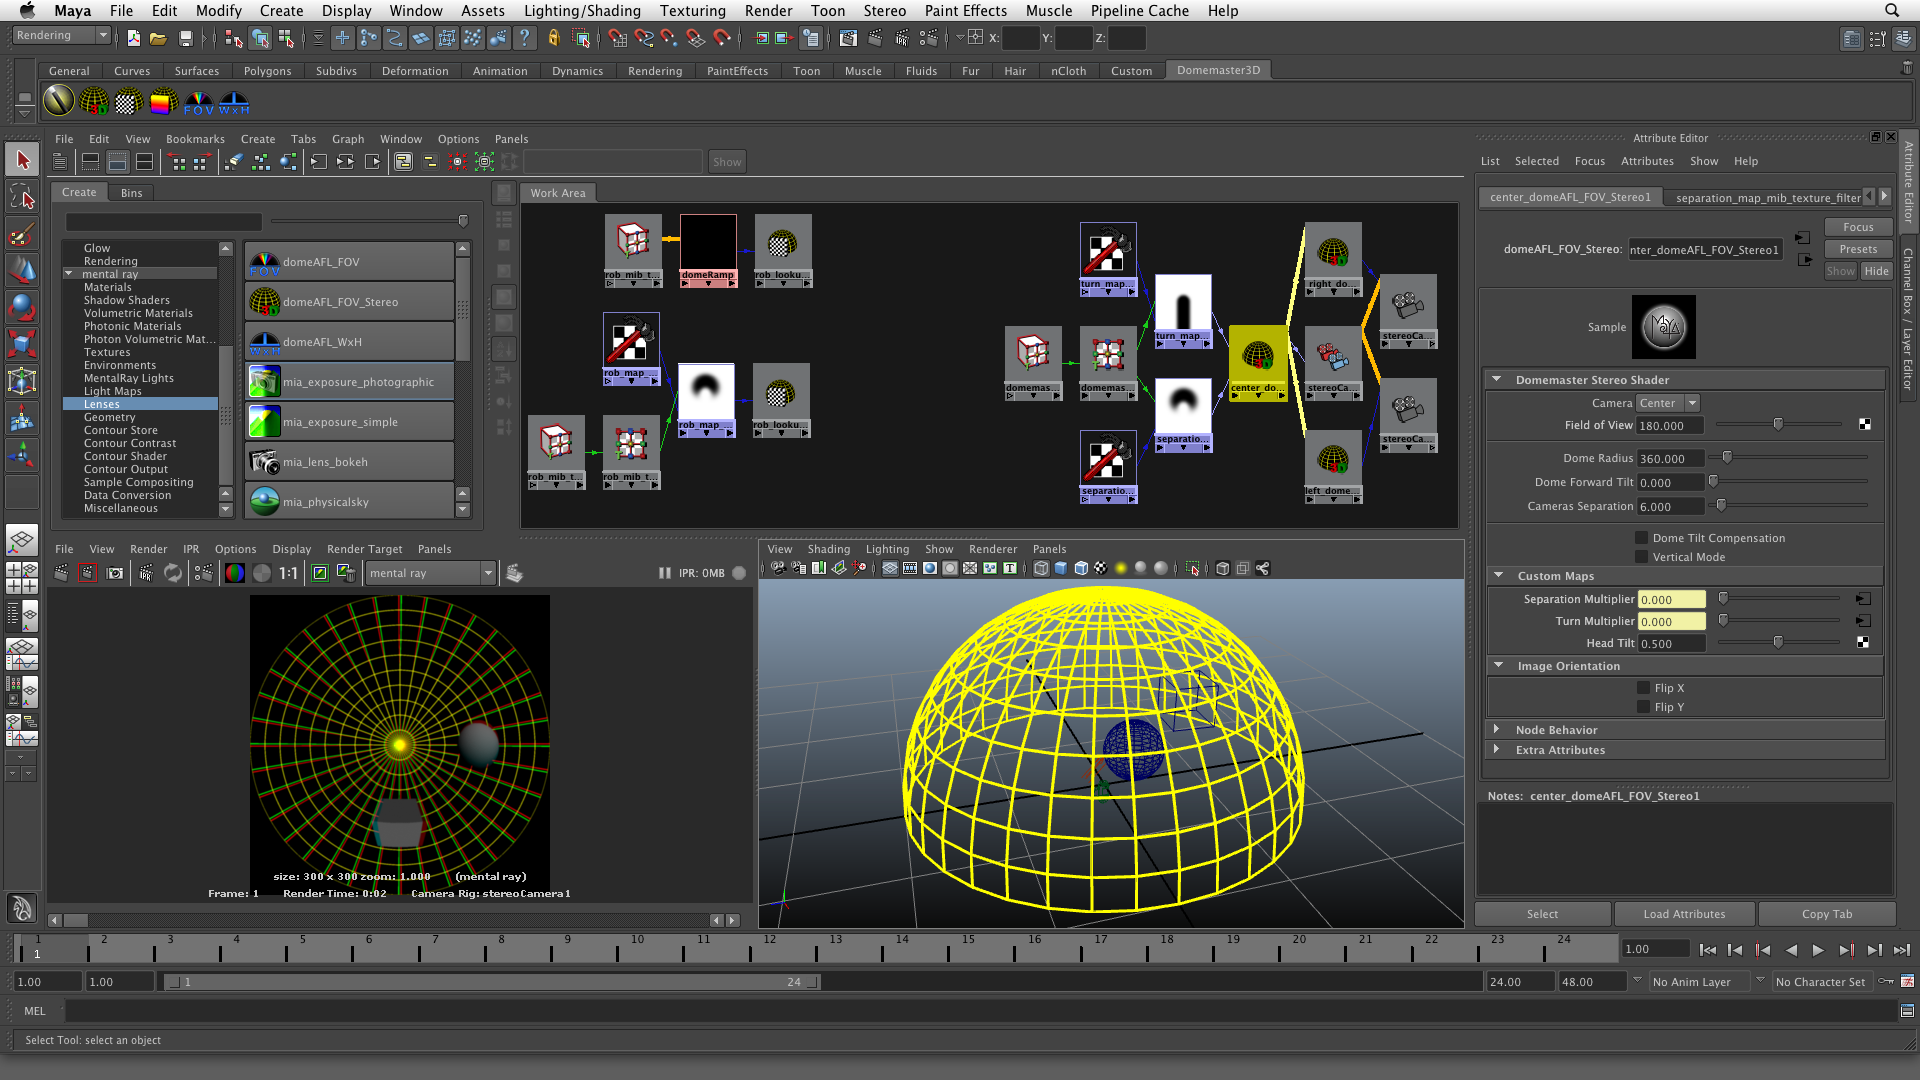 Maya File Edit Modify Create Display Window Assets Lighting/Shading Texturing Render Toon Stereo Paint Effects Muscle Pipeline Cache Help
Rendering
X: Y: Z:
General Curves Surfaces Polygons Subdivs Deformation Animation Dynamics Rendering PaintEffects Toon Muscle Fluids Fur Hair nCloth Custom Domemaster3D
3D FOV WxH
File Edit View Bookmarks Create Tabs Graph Window Options Panels
Show
Create Bins
Glow
Rendering
mental ray
Materials
Shadow Shaders
Volumetric Materials
Photonic Materials
Photon Volumetric Mat...
Textures
Environments
MentalRay Lights
Light Maps
Lenses
Geometry
Contour Store
Contour Contrast
Contour Shader
Contour Output
Sample Compositing
Data Conversion
Miscellaneous
domeAFL_FOV
domeAFL_FOV_Stereo
domeAFL_WxH
mia_exposure_photographic
mia_exposure_simple
mia_lens_bokeh
mia_physicalsky
Work Area
rob_mib_t... domeRamp rob_looku...
rob_map_...
rob_map_... rob_looku...
rob_mib_t... rob_mib_t...
turn_map...
right_do...
turn_map...
stereoCa...
domemas... domemas... center_do... stereoCa...
separatio...
stereoCa...
separatio...
left_dome...
File View Render IPR Options Display Render Target Panels
1:1 mental ray IPR: 0MB
size: 300 x 300 zoom: 1.000 (mental ray)
Frame: 1 Render Time: 0:02 Camera Rig: stereoCamera1
View Shading Lighting Show Renderer Panels
Attribute Editor
List Selected Focus Attributes Show Help
center_domeAFL_FOV_Stereo1 separation_map_mib_texture_filter
domeAFL_FOV_Stereo: nter_domeAFL_FOV_Stereo1
Focus
Presets
Show Hide
Sample
Domemaster Stereo Shader
Camera Center
Field of View 180.000
Dome Radius 360.000
Dome Forward Tilt 0.000
Cameras Separation 6.000
Dome Tilt Compensation
Vertical Mode
Custom Maps
Separation Multiplier 0.000
Turn Multiplier 0.000
Head Tilt 0.500
Image Orientation
Flip X
Flip Y
Node Behavior
Extra Attributes
Notes: center_domeAFL_FOV_Stereo1
Select Load Attributes Copy Tab
Attribute Editor
Channel Box / Layer Editor
1 2 3 4 5 6 7 8 9 10 11 12 13 14 15 16 17 18 19 20 21 22 23 24
1
1.00
1.00 1.00 1 24 24.00 48.00 No Anim Layer No Character Set
MEL
Select Tool: select an object